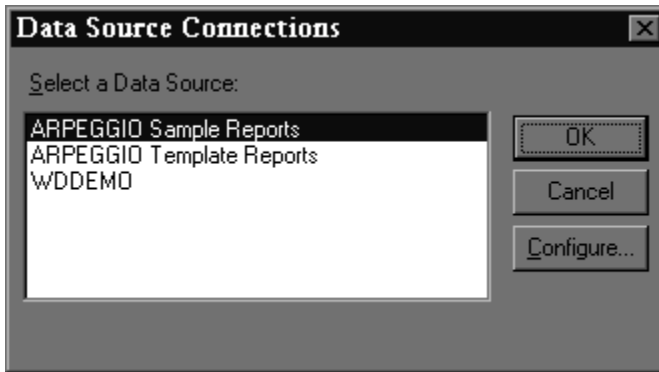 Data Source Connections
Select a Data Source:
ARPEGGIO Sample Reports
ARPEGGIO Template Reports
WDDEMO
OK
Cancel
Configure...